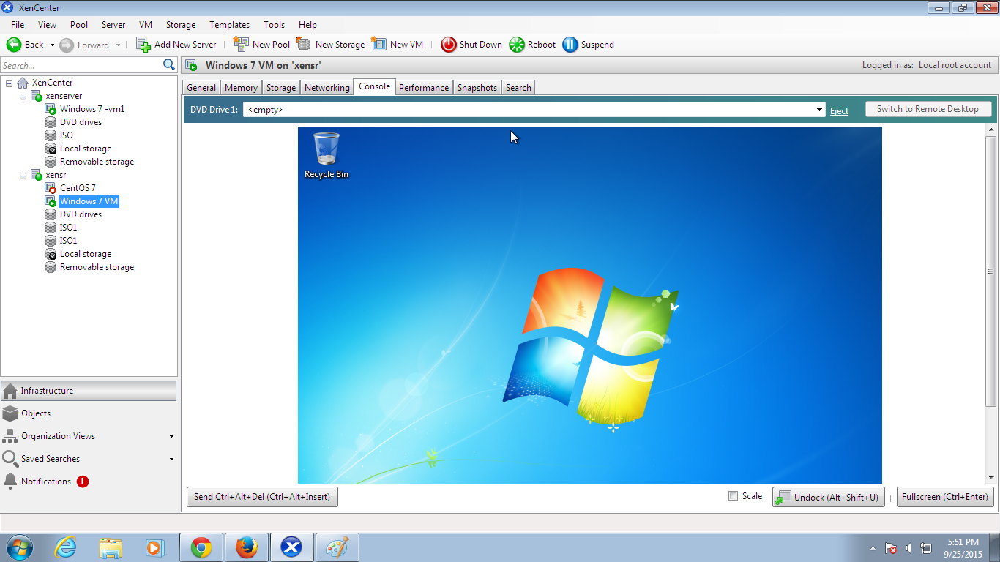 XenCenter
File View Pool Server VM Storage Templates Tools Help
Back Forward Add New Server New Pool New Storage New VM Shut Down Reboot Suspend
Search...
Windows 7 VM on 'xensr' Logged in as: Local root account
General Memory Storage Networking Console Performance Snapshots Search
DVD Drive 1: <empty> Eject Switch to Remote Desktop
XenCenter
xenserver
Windows 7 -vm1
DVD drives
ISO
Local storage
Removable storage
xensr
CentOS 7
Windows 7 VM
DVD drives
ISO1
ISO1
Local storage
Removable storage
Recycle Bin
Infrastructure
Objects
Organization Views
Saved Searches
Notifications 1
Send Ctrl+Alt+Del (Ctrl+Alt+Insert) Scale Undock (Alt+Shift+U) Fullscreen (Ctrl+Enter)
5:51 PM
9/25/2015